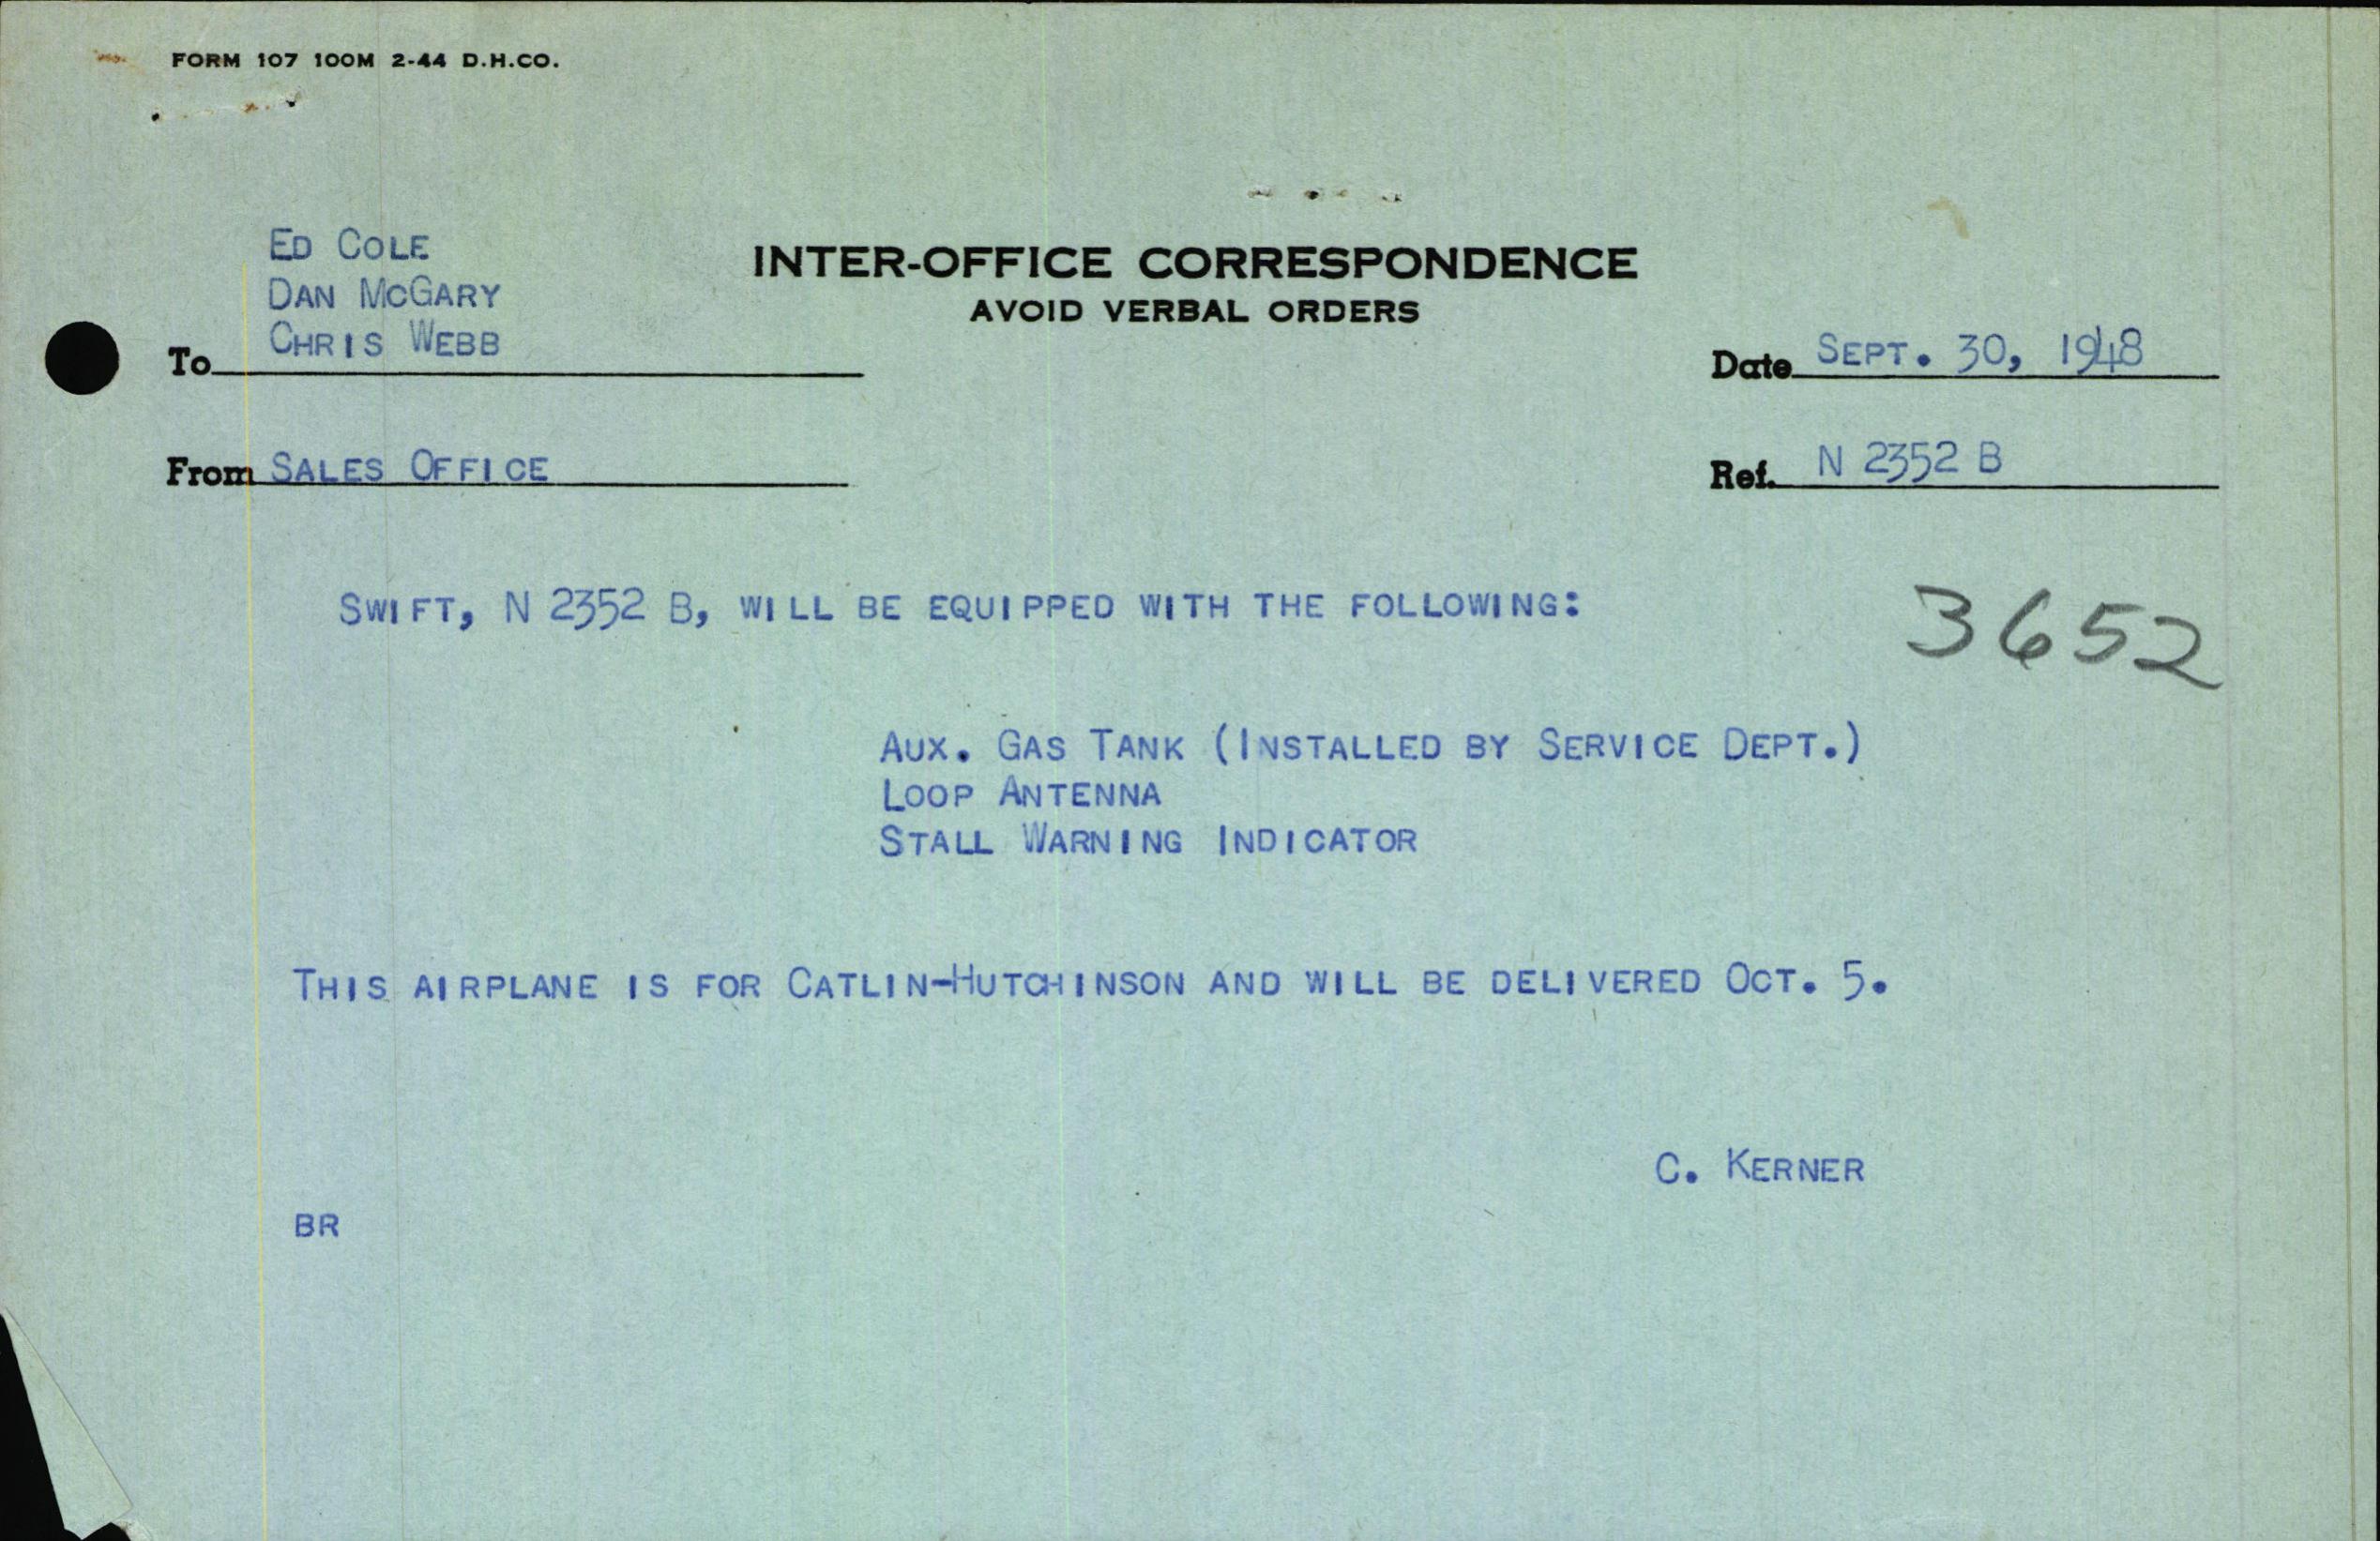 FORM 107 100M 2-44 D.H.CO.
INTER-OFFICE CORRESPONDENCE
AVOID VERBAL ORDERS
ED COLE
DAN MCGARY
To CHRIS WEBB
Date SEPT. 30, 1948
From SALES OFFICE
Ref. N 2352 B
SWIFT, N 2352 B, WILL BE EQUIPPED WITH THE FOLLOWING:
3652
AUX. GAS TANK (INSTALLED BY SERVICE DEPT.)
LOOP ANTENNA
STALL WARNING INDICATOR
THIS AIRPLANE IS FOR CATLIN-HUTCHINSON AND WILL BE DELIVERED OCT. 5.
C. KERNER
BR